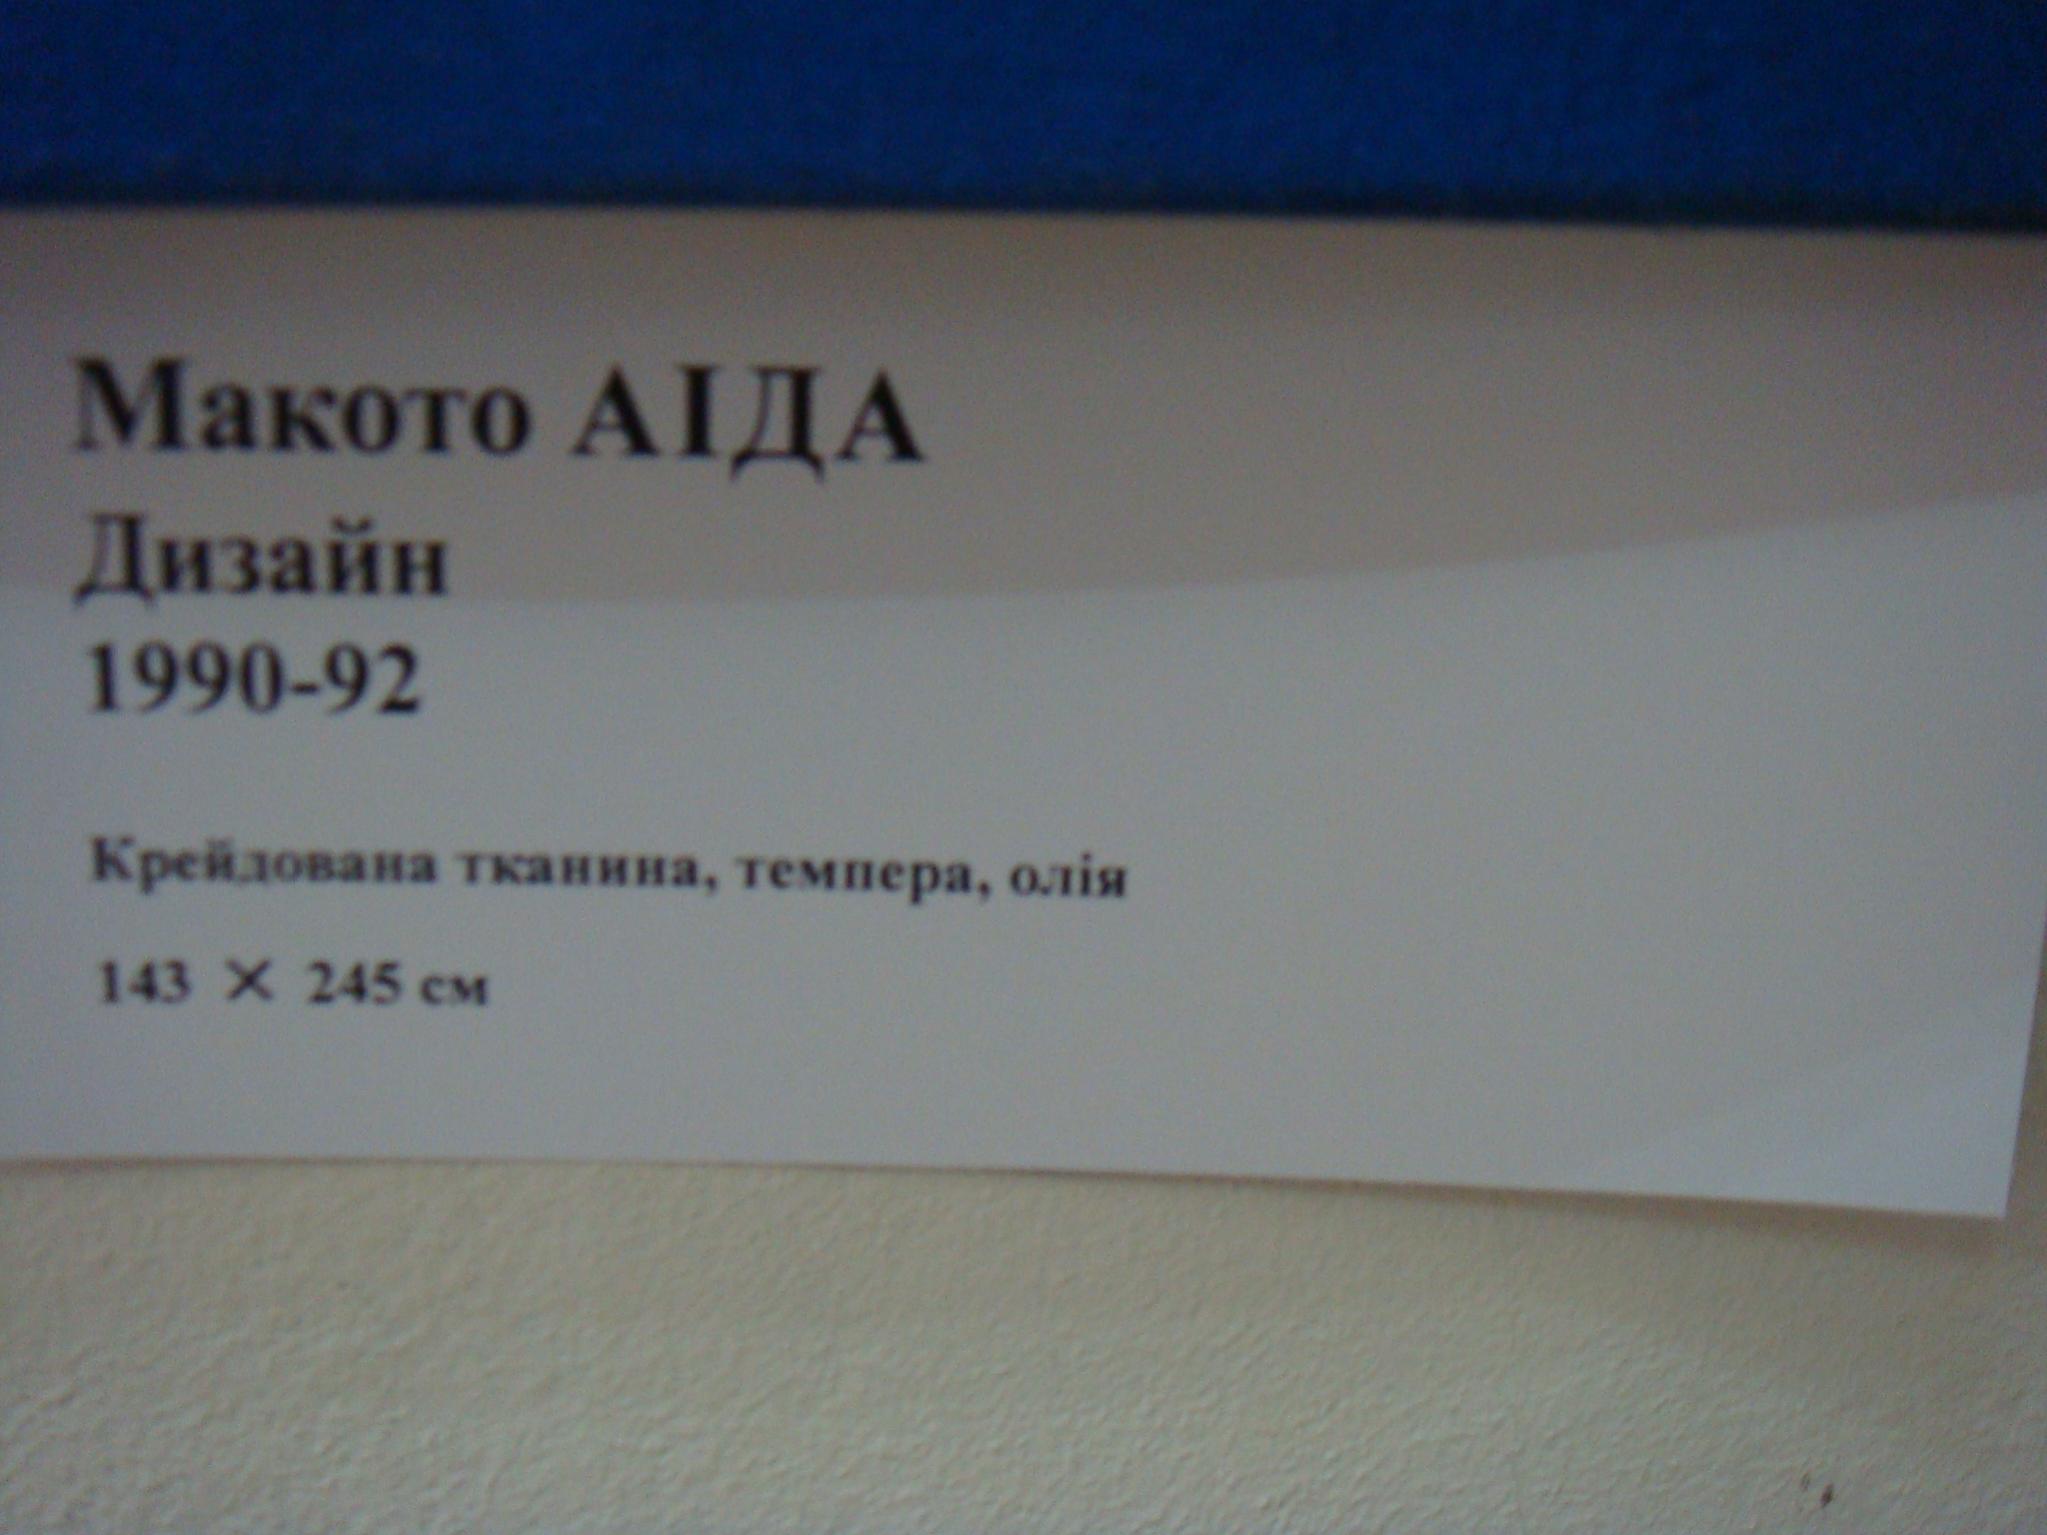 Макото АІДА
Дизайн
1990-92
Крейдована тканина, темпера, олія
143 × 245 см